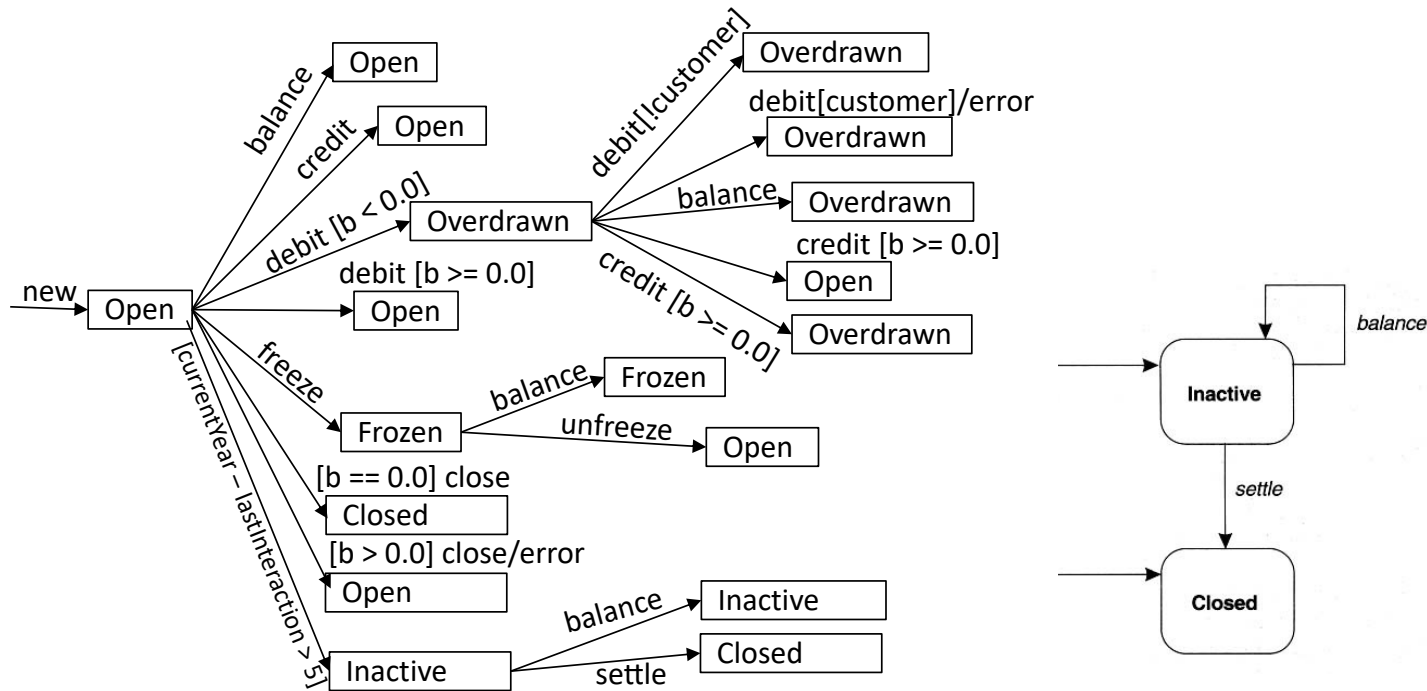 new
Open
balance
Open
credit
Open
debit [b < 0.0]
Overdrawn
debit [b >= 0.0]
Open
freeze
Frozen
[b == 0.0] close
Closed
[b > 0.0] close/error
Open
[currentYear – lastInteraction > 5]
Inactive
debit[!customer]
Overdrawn
debit[customer]/error
Overdrawn
balance
Overdrawn
credit [b >= 0.0]
Open
credit [b >= 0.0]
Overdrawn
balance
Frozen
unfreeze
Open
balance
Inactive
settle
Closed
balance
Inactive
settle
Closed